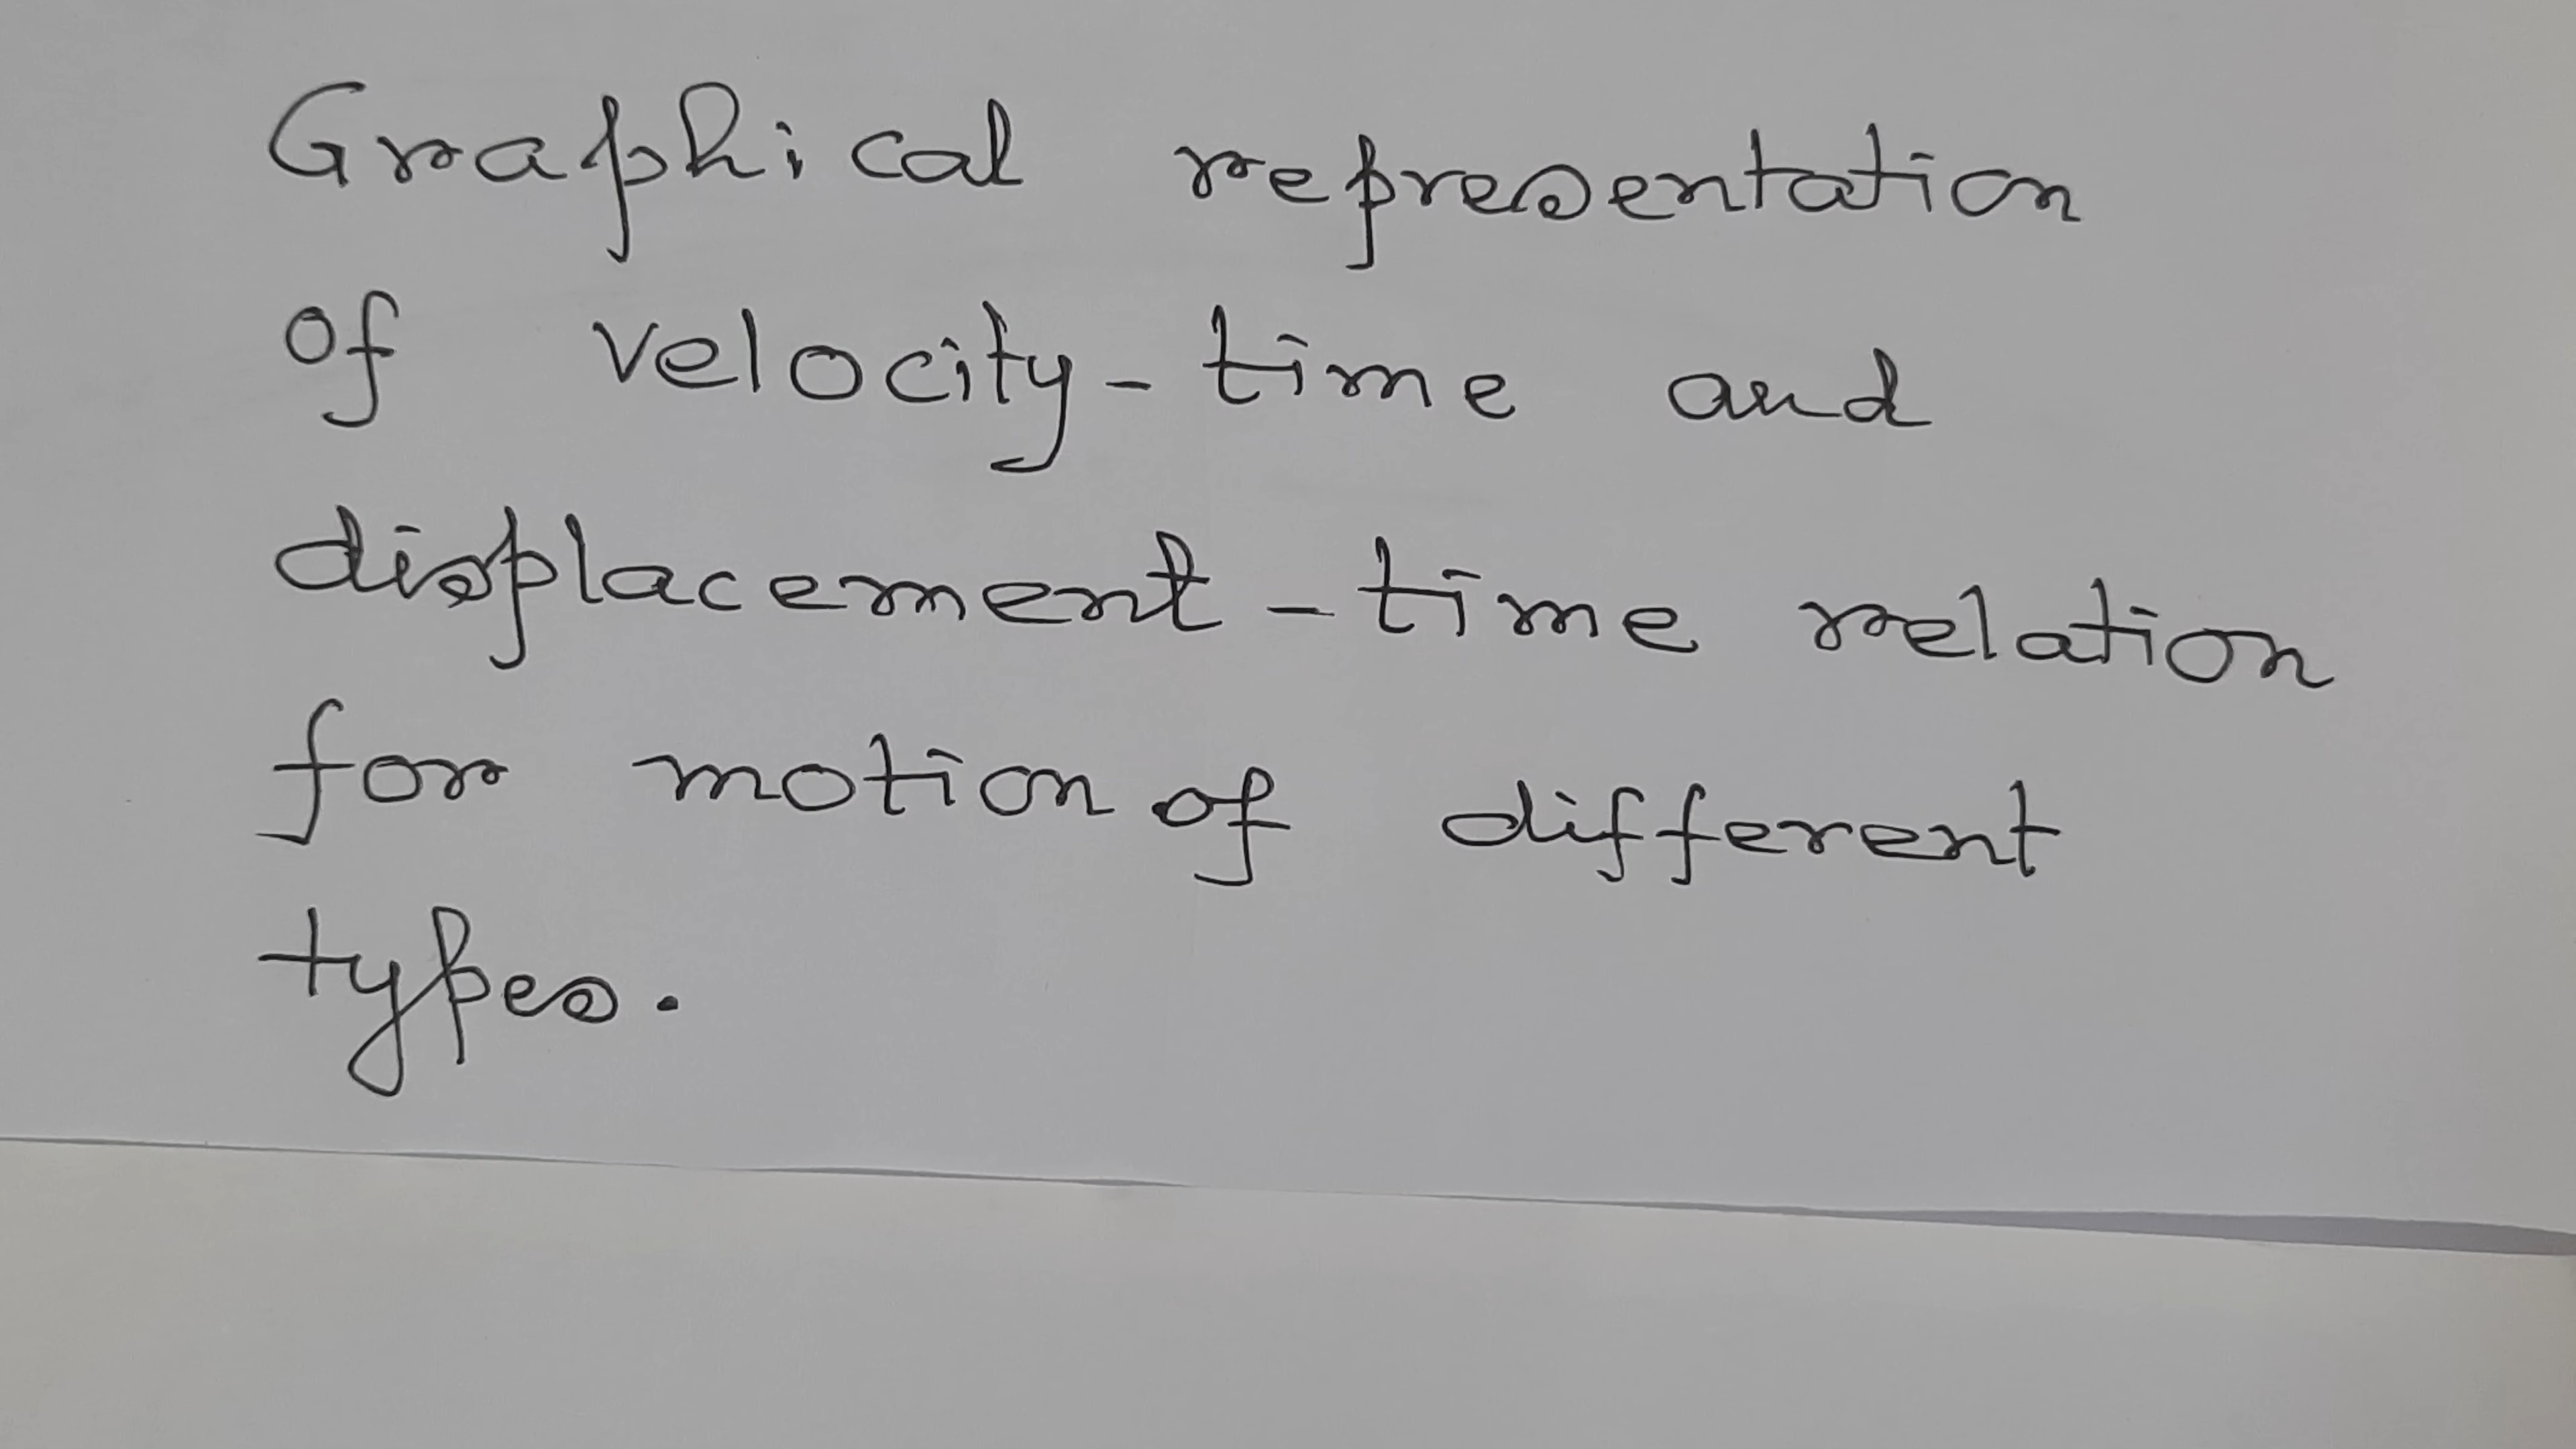 Graphical representation
of velocity-time and
displacement-time relation
for motion of different
types.